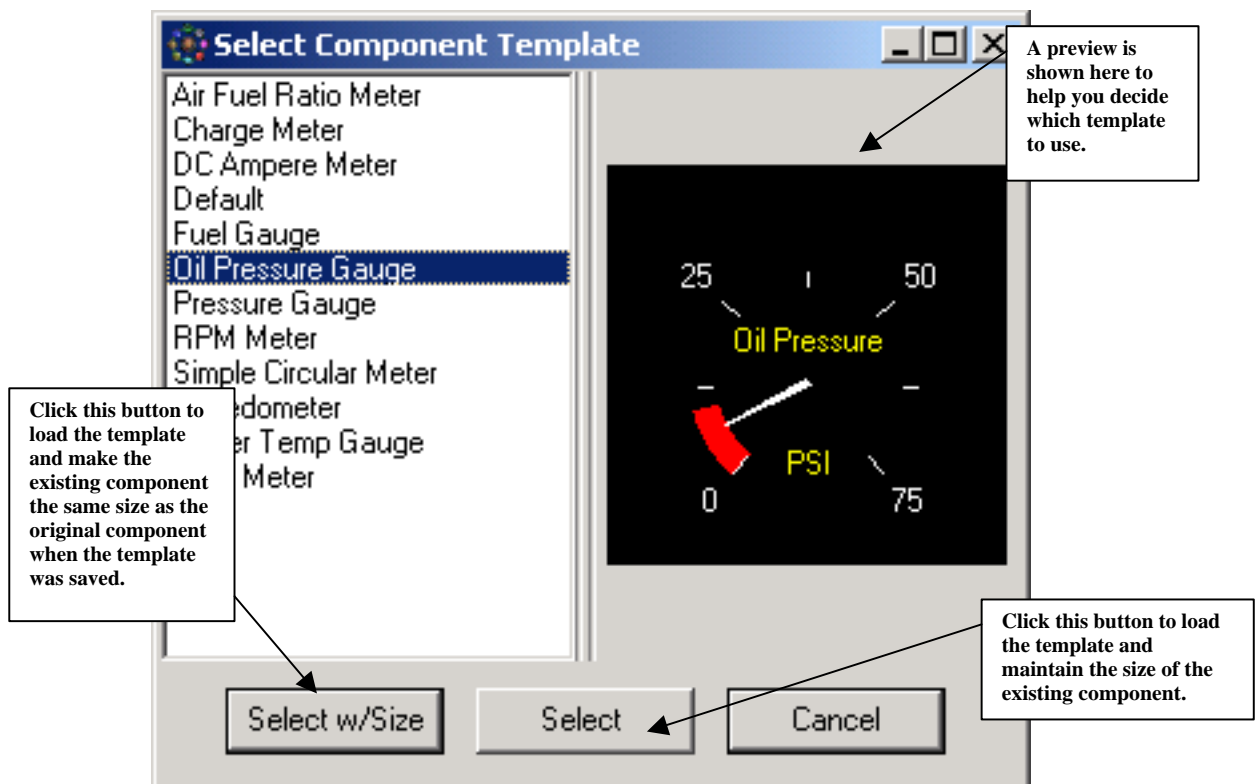 Select Component Template
Air Fuel Ratio Meter
Charge Meter
DC Ampere Meter
Default
Fuel Gauge
Oil Pressure Gauge
Pressure Gauge
RPM Meter
Simple Circular Meter
edometer
er Temp Gauge
Meter
A preview is
shown here to
help you decide
which template
to use.
25
50
Oil Pressure
PSI
0
75
Click this button to
load the template
and make the
existing component
the same size as the
original component
when the template
was saved.
Click this button to load
the template and
maintain the size of the
existing component.
Select w/Size
Select
Cancel